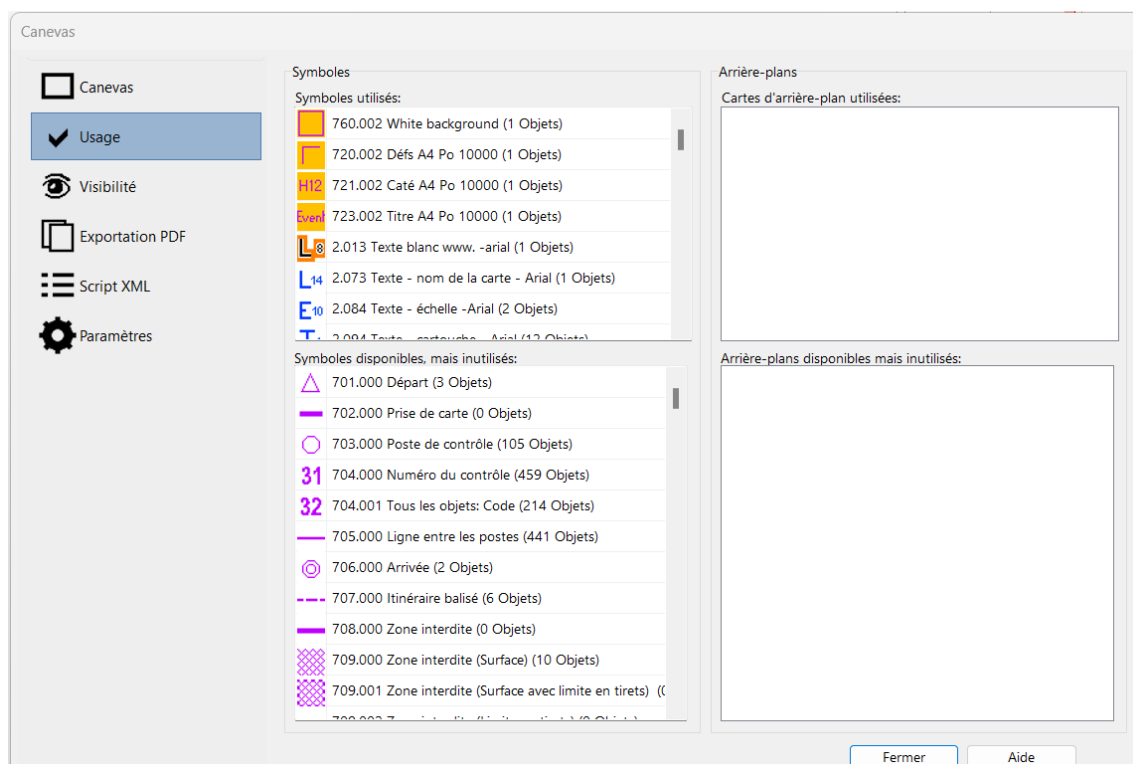 Canevas
Canevas
Usage
Visibilité
Exportation PDF
Script XML
Paramètres
Symboles
Symboles utilisés:
760.002 White background (1 Objets)
720.002 Défs A4 Po 10000 (1 Objets)
H12 721.002 Caté A4 Po 10000 (1 Objets)
Event 723.002 Titre A4 Po 10000 (1 Objets)
L8 2.013 Texte blanc www. -arial (1 Objets)
L14 2.073 Texte - nom de la carte - Arial (1 Objets)
E10 2.084 Texte - échelle -Arial (2 Objets)
2.094 Texte - cartouche - Arial (12 Objets)
Symboles disponibles, mais inutilisés:
701.000 Départ (3 Objets)
702.000 Prise de carte (0 Objets)
703.000 Poste de contrôle (105 Objets)
31 704.000 Numéro du contrôle (459 Objets)
32 704.001 Tous les objets: Code (214 Objets)
705.000 Ligne entre les postes (441 Objets)
706.000 Arrivée (2 Objets)
707.000 Itinéraire balisé (6 Objets)
708.000 Zone interdite (0 Objets)
709.000 Zone interdite (Surface) (10 Objets)
709.001 Zone interdite (Surface avec limite en tirets) (0
Arrière-plans
Cartes d'arrière-plan utilisées:
Arrière-plans disponibles mais inutilisés:
Fermer
Aide